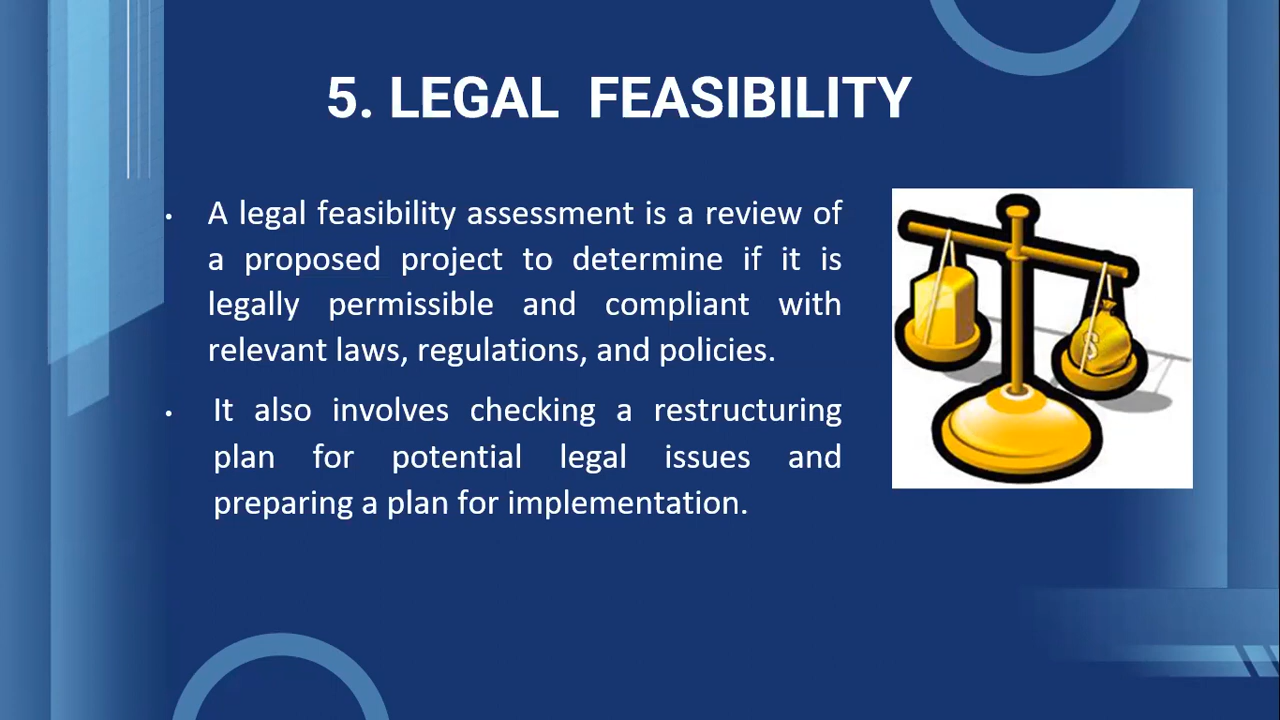 5. LEGAL FEASIBILITY
• A legal feasibility assessment is a review of
a proposed project to determine if it is
legally permissible and compliant with
relevant laws, regulations, and policies.
• It also involves checking a restructuring
plan for potential legal issues and
preparing a plan for implementation.
$